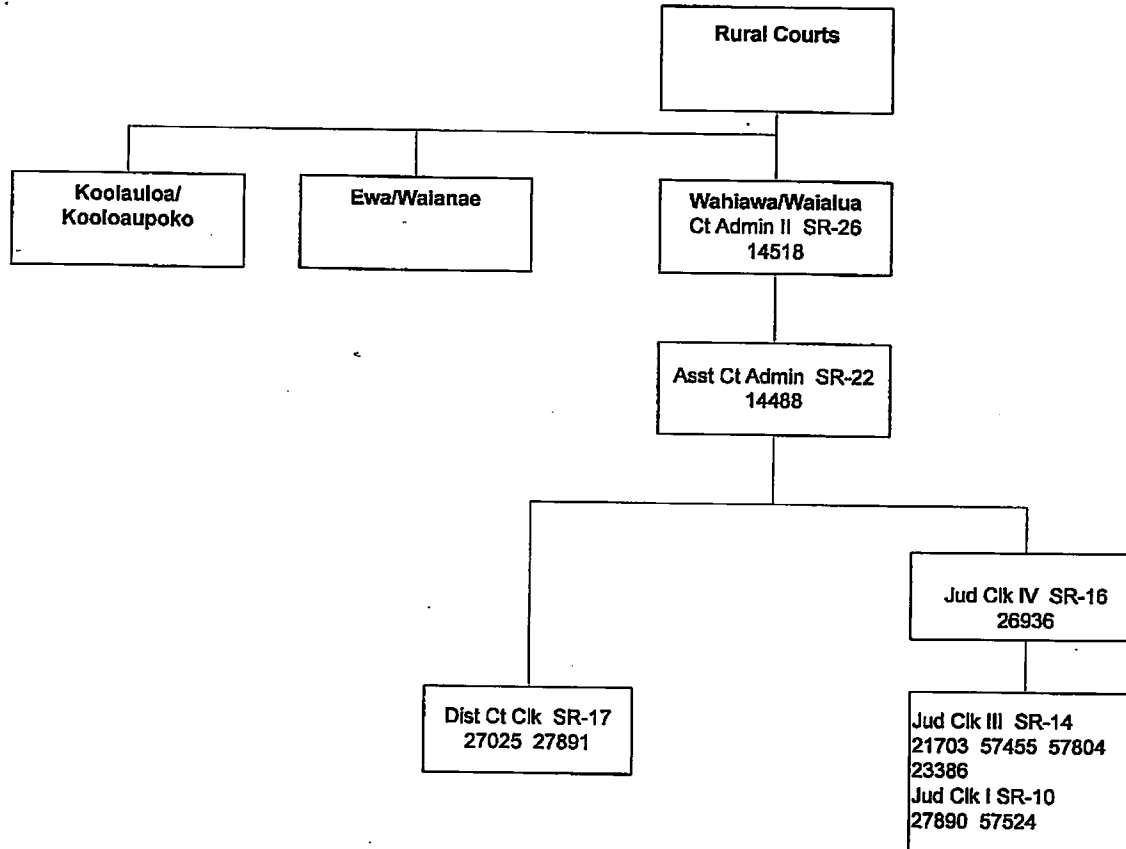 Rural Courts
Koolauloa/
Kooloaupoko
Ewa/Waianae
Wahiawa/Waialua
Ct Admin II SR-26
14518
Asst Ct Admin SR-22
14488
Jud Clk IV SR-16
26936
Dist Ct Clk SR-17
27025 27891
Jud Clk III SR-14
21703 57455 57804
23386
Jud Clk I SR-10
27890 57524